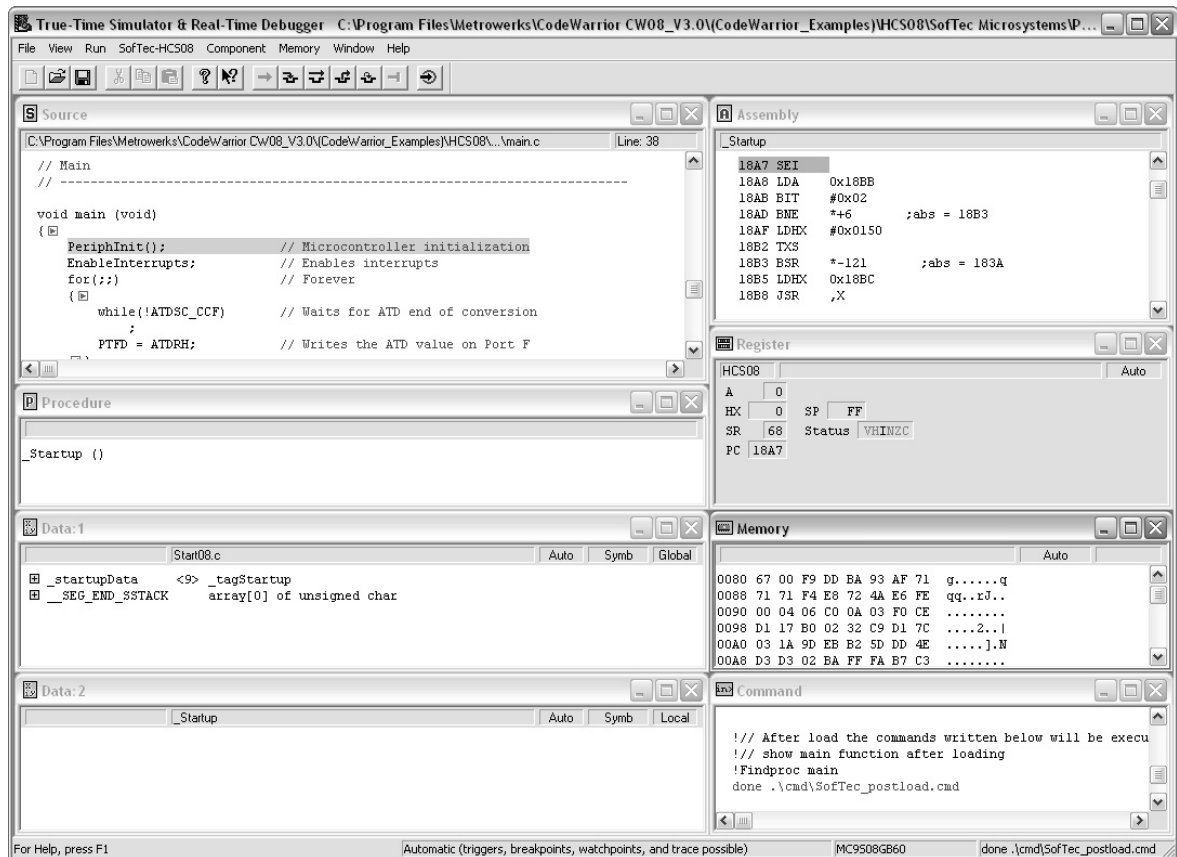 True-Time Simulator & Real-Time Debugger C:\Program Files\Metrowerks\CodeWarrior CW08_V3.0\(CodeWarrior_Examples)\HCS08\SofTec Microsystems\P...
File View Run SofTec-HCS08 Component Memory Window Help
S Source
C:\Program Files\Metrowerks\CodeWarrior CW08_V3.0\(CodeWarrior_Examples)\HCS08\...\main.c Line: 38
// Main
// ---------------------------------------------------------------------------
void main (void)
{
PeriphInit(); // Microcontroller initialization
EnableInterrupts; // Enables interrupts
for(;;) // Forever
{
while(!ATDSC_CCF) // Waits for ATD end of conversion
;
PTFD = ATDRH; // Writes the ATD value on Port F
A Assembly
_Startup
18A7 SEI
18A8 LDA 0x18BB
18AB BIT #0x02
18AD BNE *+6 ;abs = 18B3
18AF LDHX #0x0150
18B2 TXS
18B3 BSR *-121 ;abs = 183A
18B5 LDHX 0x18BC
18B8 JSR ,X
Register
HCS08 Auto
A 0
HX 0 SP FF
SR 68 Status VHINZC
PC 18A7
P Procedure
_Startup ()
Data:1
Start08.c Auto Symb Global
_startupData <9> _tagStartup
__SEG_END_SSTACK array[0] of unsigned char
Memory
Auto
0080 67 00 F9 DD BA 93 AF 71 g......q
0088 71 71 F4 E8 72 4A E6 FE qq..rJ..
0090 00 04 06 C0 0A 03 F0 CE ........
0098 D1 17 B0 02 32 C9 D1 7C ....2..|
00A0 03 1A 9D EB B2 5D DD 4E .....].N
00A8 D3 D3 02 BA FF FA B7 C3 ........
Data:2
_Startup Auto Symb Local
Command
!// After load the commands written below will be execu
!// show main function after loading
!Findproc main
done .\cmd\SofTec_postload.cmd
For Help, press F1 Automatic (triggers, breakpoints, watchpoints, and trace possible) MC9S08GB60 done .\cmd\SofTec_postload.cmd